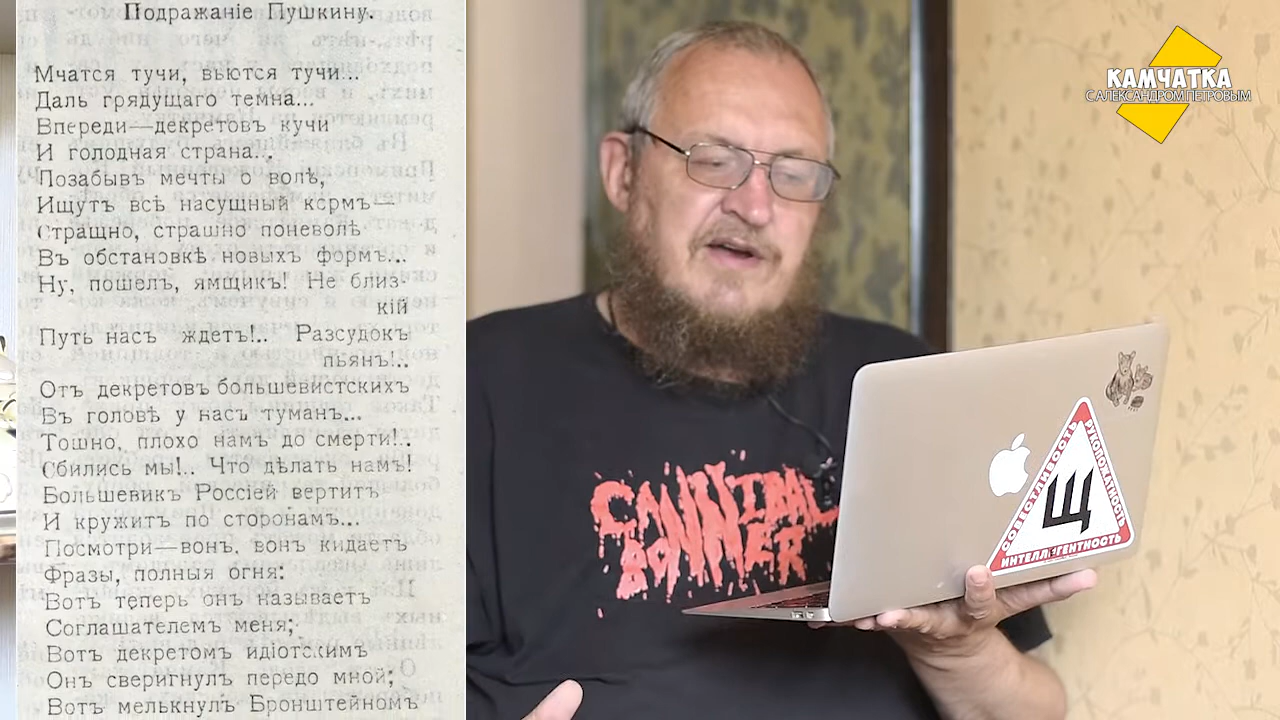 Подражаніе Пушкину.
Мчатся тучи, вьются тучи...
Даль грядущаго темна...
Впереди—декретовъ кучи
И голодная страна...
Позабывъ мечты о волѣ,
Ищутъ всѣ насущный кормъ—
Стращно, страшно поневолѣ
Въ обстановкѣ новыхъ формъ...
Ну, пошелъ, ямщикъ! Не близ-
кій
Путь насъ ждетъ!.. Разсудокъ
пьянъ!..
Отъ декретовъ большевистскихъ
Въ головѣ у насъ туманъ...
Тошно, плохо намъ до смерти!..
Сбились мы!.. Что дѣлать намъ!
Большевикъ Россіей вертитъ
И кружитъ по сторонамъ...
Посмотри—вонъ, вонъ кидаетъ
Фразы, полныя огня:
Вотъ теперь онъ называетъ
Соглашателемъ меня;
Вотъ декретомъ идіотскимъ
Онъ сверигнулъ передо мной;
Вотъ мелькнулъ Бронштейномъ
КАМЧАТКА
С АЛЕКСАНДРОМ ПЕТРОВЫМ
CANNIBAL
BONNER
СОВЕСТЛИВОСТЬ
РУКОПОЖАТНОСТЬ
Щ
ИНТЕЛЛИГЕНТНОСТЬ